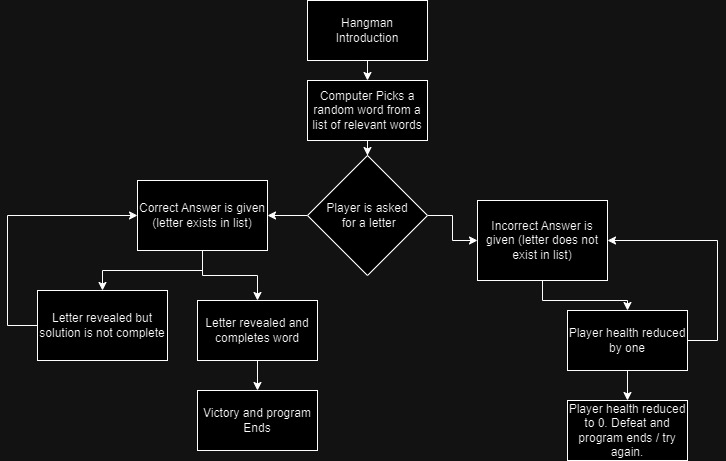 Hangman
Introduction
Computer Picks a
random word from a
list of relevant words
Player is asked
for a letter
Correct Answer is given
(letter exists in list)
Incorrect Answer is
given (letter does not
exist in list)
Letter revealed but
solution is not complete
Letter revealed and
completes word
Player health reduced
by one
Victory and program
Ends
Player health reduced
to 0. Defeat and
program ends / try
again.